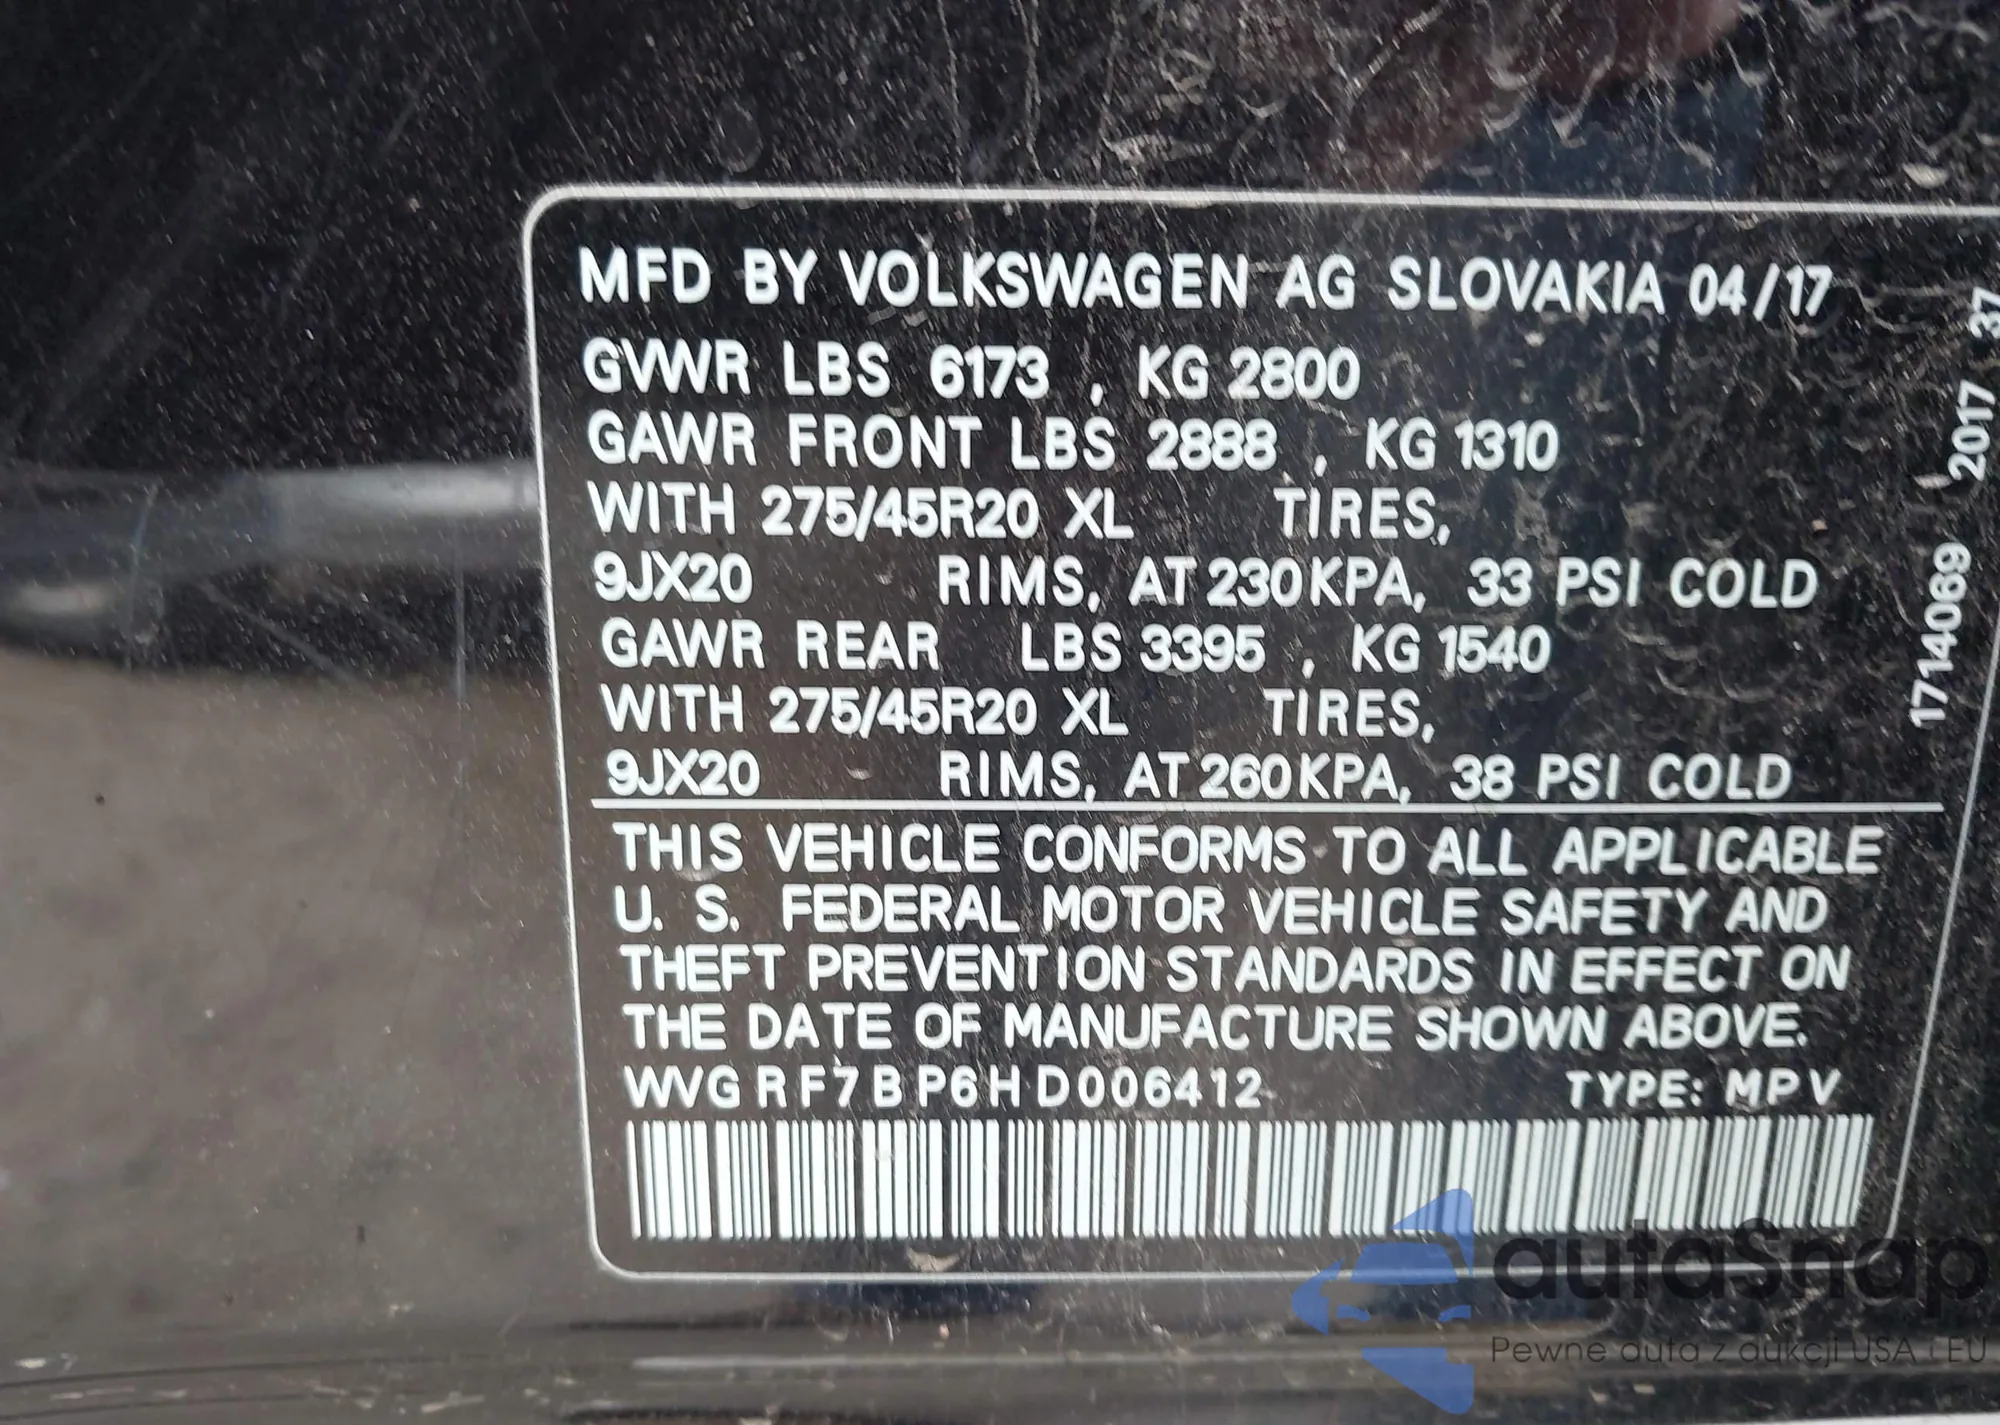 MFD BY VOLKSWAGEN AG SLOVAKIA 04/17
GVWR LBS 6173 , KG 2800
GAWR FRONT LBS 2888 , KG 1310
WITH 275/45R20 XL TIRES,
9JX20 RIMS, AT 230KPA, 33 PSI COLD
GAWR REAR LBS 3395 , KG 1540
WITH 275/45R20 XL TIRES,
9JX20 RIMS, AT 260KPA, 38 PSI COLD
THIS VEHICLE CONFORMS TO ALL APPLICABLE
U. S. FEDERAL MOTOR VEHICLE SAFETY AND
THEFT PREVENTION STANDARDS IN EFFECT ON
THE DATE OF MANUFACTURE SHOWN ABOVE.
WVGRF7BP6HD006412 TYPE: MPV
1714069 2017 37
autaSnap
Pewne auta z aukcji USA i EU